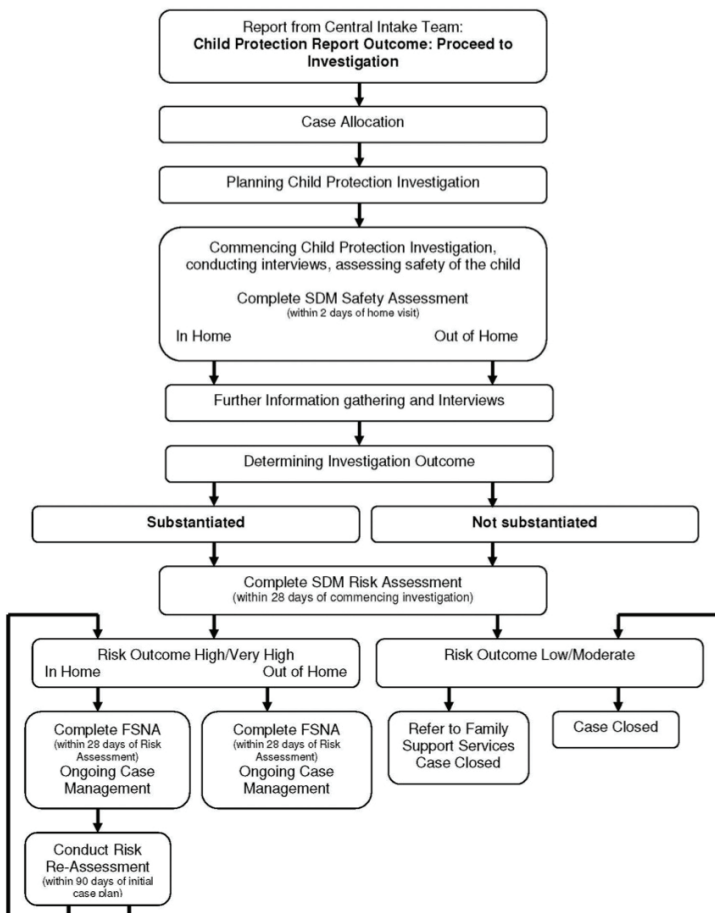 Report from Central Intake Team:
Child Protection Report Outcome: Proceed to
Investigation
Case Allocation
Planning Child Protection Investigation
Commencing Child Protection Investigation,
conducting interviews, assessing safety of the child
Complete SDM Safety Assessment
(within 2 days of home visit)
In Home
Out of Home
Further Information gathering and Interviews
Determining Investigation Outcome
Substantiated
Not substantiated
Complete SDM Risk Assessment
(within 28 days of commencing investigation)
Risk Outcome High/Very High
In Home
Out of Home
Risk Outcome Low/Moderate
Complete FSNA
(within 28 days of Risk
Assessment)
Ongoing Case
Management
Complete FSNA
(within 28 days of Risk
Assessment)
Ongoing Case
Management
Refer to Family
Support Services
Case Closed
Case Closed
Conduct Risk
Re-Assessment
(within 90 days of initial
case plan)